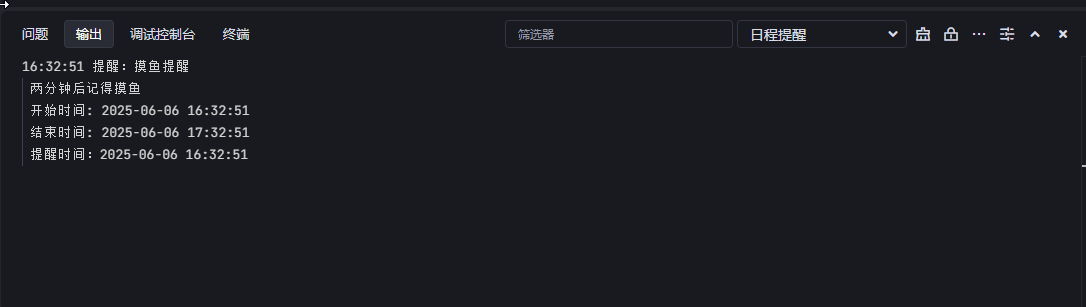 问题 输出 调试控制台 终端 筛选器 日程提醒
16:32:51 提醒: 摸鱼提醒
两分钟后记得摸鱼
开始时间: 2025-06-06 16:32:51
结束时间: 2025-06-06 17:32:51
提醒时间: 2025-06-06 16:32:51